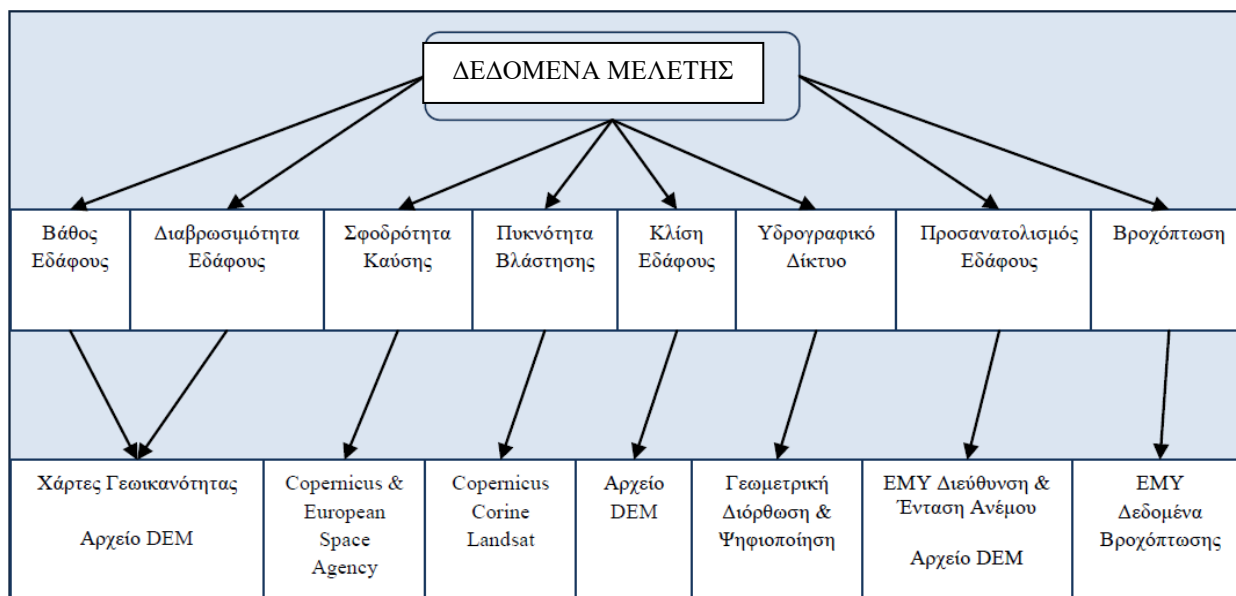 ΔΕΔΟΜΕΝΑ ΜΕΛΕΤΗΣ
Βάθος
Εδάφους
Διαβρωσιμότητα
Εδάφους
Σφοδρότητα
Καύσης
Πυκνότητα
Βλάστησης
Κλίση
Εδάφους
Υδρογραφικό
Δίκτυο
Προσανατολισμός
Εδάφους
Βροχόπτωση
Χάρτες Γεωικανότητας
Αρχείο DEM
Copernicus &
European
Space
Agency
Copernicus
Corine
Landsat
Αρχείο
DEM
Γεωμετρική
Διόρθωση &
Ψηφιοποίηση
ΕΜΥ Διεύθυνση &
Ένταση Ανέμου
Αρχείο DEM
ΕΜΥ
Δεδομένα
Βροχόπτωσης